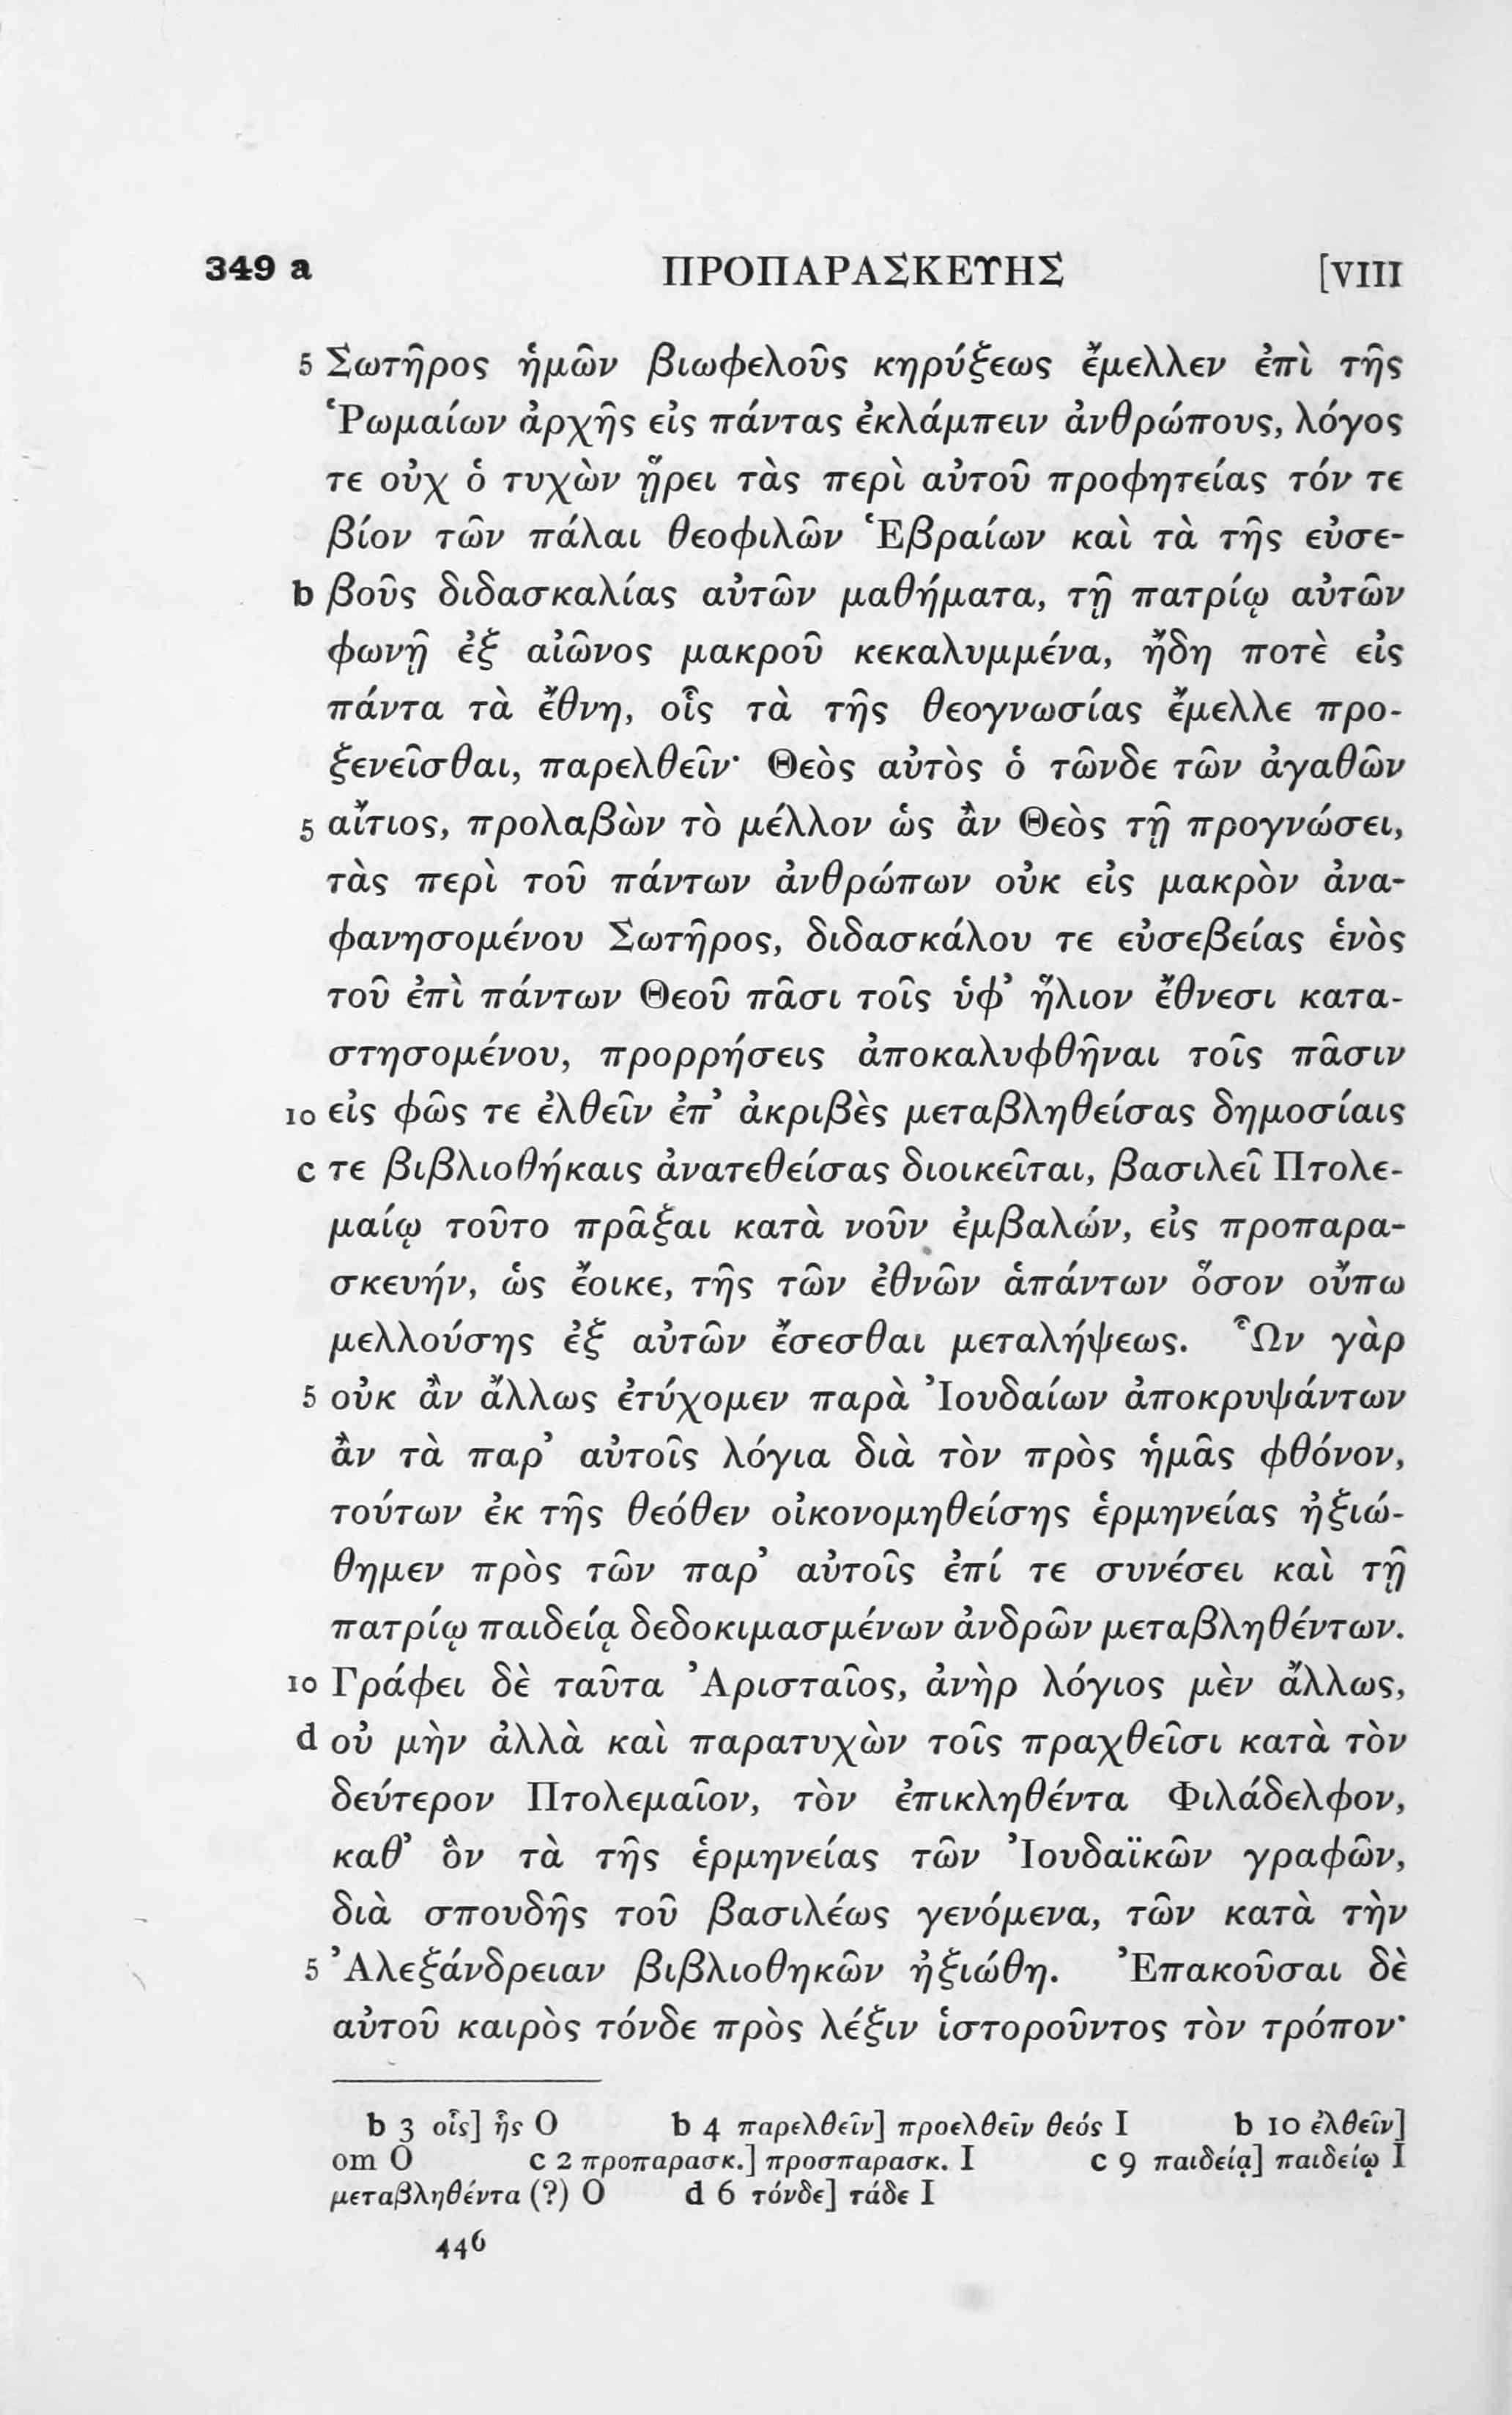 349 a ΠΡΟΠΑΡΑΣΚΕΥΗΣ [VIII
5 Σωτῆρος ἡμῶν βιωφελοῦς κηρύξεως ἔμελλεν ἐπὶ τῆς
Ῥωμαίων ἀρχῆς εἰς πάντας ἐκλάμπειν ἀνθρώπους, λόγος
τε οὐχ ὁ τυχὼν ᾕρει τὰς περὶ αὐτοῦ προφητείας τόν τε
βίον τῶν πάλαι θεοφιλῶν Ἑβραίων καὶ τὰ τῆς εὐσε-
b βοῦς διδασκαλίας αὐτῶν μαθήματα, τῇ πατρίῳ αὐτῶν
φωνῇ ἐξ αἰῶνος μακροῦ κεκαλυμμένα, ἤδη ποτὲ εἰς
πάντα τὰ ἔθνη, οἷς τὰ τῆς θεογνωσίας ἔμελλε προ-
ξενεῖσθαι, παρελθεῖν· Θεὸς αὐτὸς ὁ τῶνδε τῶν ἀγαθῶν
5 αἴτιος, προλαβὼν τὸ μέλλον ὡς ἂν Θεὸς τῇ προγνώσει,
τὰς περὶ τοῦ πάντων ἀνθρώπων οὐκ εἰς μακρὸν ἀνα-
φανησομένου Σωτῆρος, διδασκάλου τε εὐσεβείας ἑνὸς
τοῦ ἐπὶ πάντων Θεοῦ πᾶσι τοῖς ὑφ’ ἥλιον ἔθνεσι κατα-
στησομένου, προρρήσεις ἀποκαλυφθῆναι τοῖς πᾶσιν
10 εἰς φῶς τε ἐλθεῖν ἐπ’ ἀκριβὲς μεταβληθείσας δημοσίαις
c τε βιβλιοθήκαις ἀνατεθείσας διοικεῖται, βασιλεῖ Πτολε-
μαίῳ τοῦτο πρᾶξαι κατὰ νοῦν ἐμβαλών, εἰς προπαρα-
σκευήν, ὡς ἔοικε, τῆς τῶν ἐθνῶν ἁπάντων ὅσον οὔπω
μελλούσης ἐξ αὐτῶν ἔσεσθαι μεταλήψεως. Ὧν γὰρ
5 οὐκ ἂν ἄλλως ἐτύχομεν παρὰ Ἰουδαίων ἀποκρυψάντων
ἂν τὰ παρ’ αὐτοῖς λόγια διὰ τὸν πρὸς ἡμᾶς φθόνον,
τούτων ἐκ τῆς θεόθεν οἰκονομηθείσης ἑρμηνείας ἠξιώ-
θημεν πρὸς τῶν παρ’ αὐτοῖς ἐπί τε συνέσει καὶ τῇ
πατρίῳ παιδείᾳ δεδοκιμασμένων ἀνδρῶν μεταβληθέντων.
10 Γράφει δὲ ταῦτα Ἀρισταῖος, ἀνὴρ λόγιος μὲν ἄλλως,
d οὐ μὴν ἀλλὰ καὶ παρατυχὼν τοῖς πραχθεῖσι κατὰ τὸν
δεύτερον Πτολεμαῖον, τὸν ἐπικληθέντα Φιλάδελφον,
καθ’ ὃν τὰ τῆς ἑρμηνείας τῶν Ἰουδαϊκῶν γραφῶν,
διὰ σπουδῆς τοῦ βασιλέως γενόμενα, τῶν κατὰ τὴν
5 Ἀλεξάνδρειαν βιβλιοθηκῶν ἠξιώθη. Ἐπακοῦσαι δὲ
αὐτοῦ καιρὸς τόνδε πρὸς λέξιν ἱστοροῦντος τὸν τρόπον·
b 3 οἷς] ἧς O b 4 παρελθεῖν] προελθεῖν θεός I b 10 ἐλθεῖν]
om O c 2 προπαρασκ.] προσπαρασκ. I c 9 παιδείᾳ] παιδείῳ I
μεταβληθέντα (?) O d 6 τόνδε] τάδε I
446